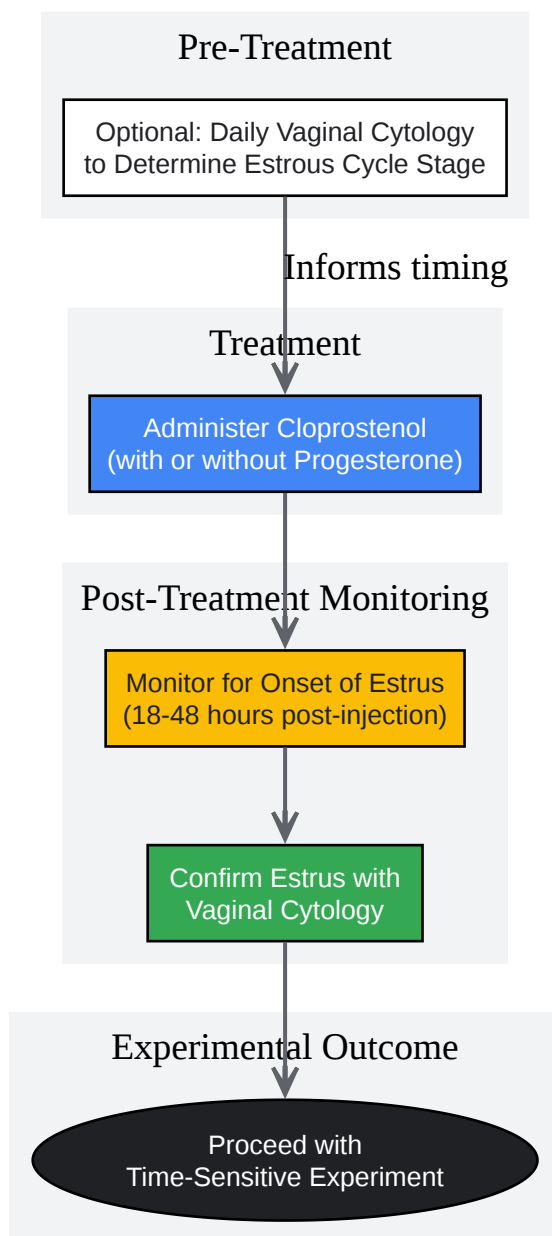 Pre-Treatment
Optional: Daily Vaginal Cytology
to Determine Estrous Cycle Stage
Informs timing
Treatment
Administer Cloprostenol
(with or without Progesterone)
Post-Treatment Monitoring
Monitor for Onset of Estrus
(18-48 hours post-injection)
Confirm Estrus with
Vaginal Cytology
Experimental Outcome
Proceed with
Time-Sensitive Experiment